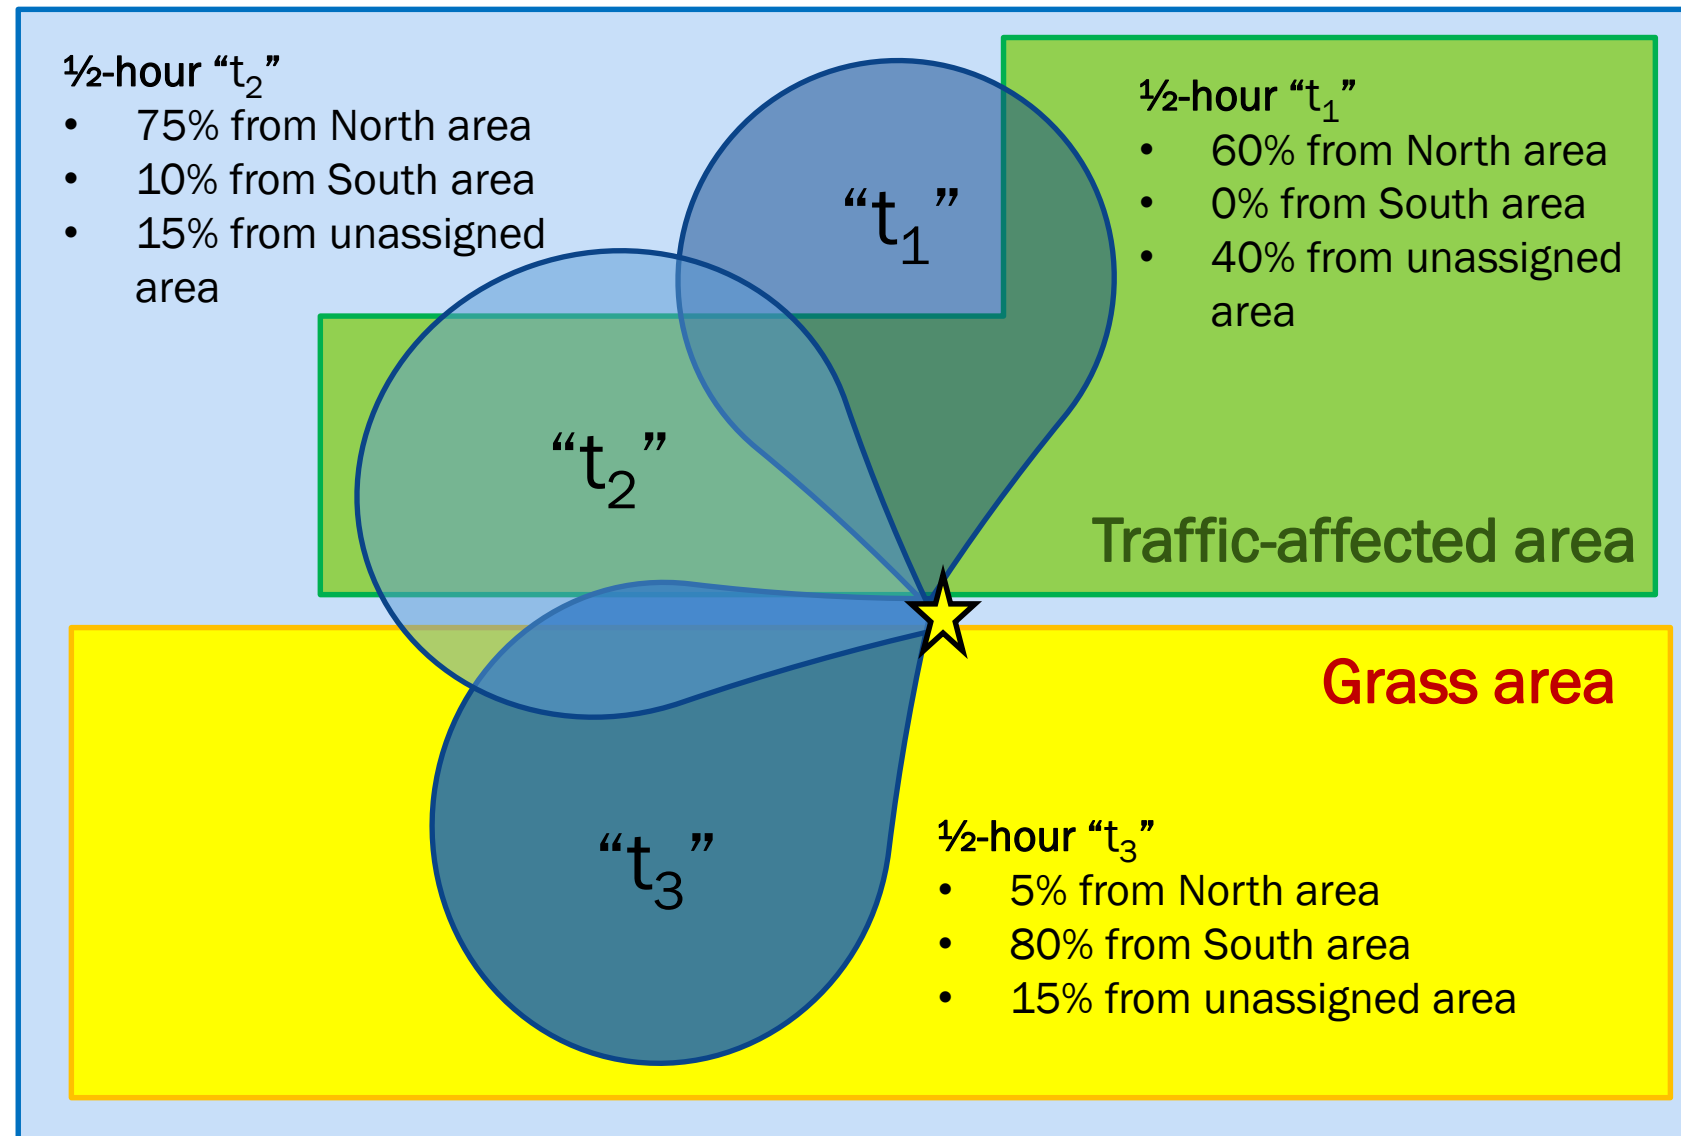 ½-hour “t₂”
• 75% from North area
• 10% from South area
• 15% from unassigned
area
½-hour “t₁”
• 60% from North area
• 0% from South area
• 40% from unassigned
area
“t₁”
“t₂”
Traffic-affected area
Grass area
“t₃”
½-hour “t₃”
• 5% from North area
• 80% from South area
• 15% from unassigned area